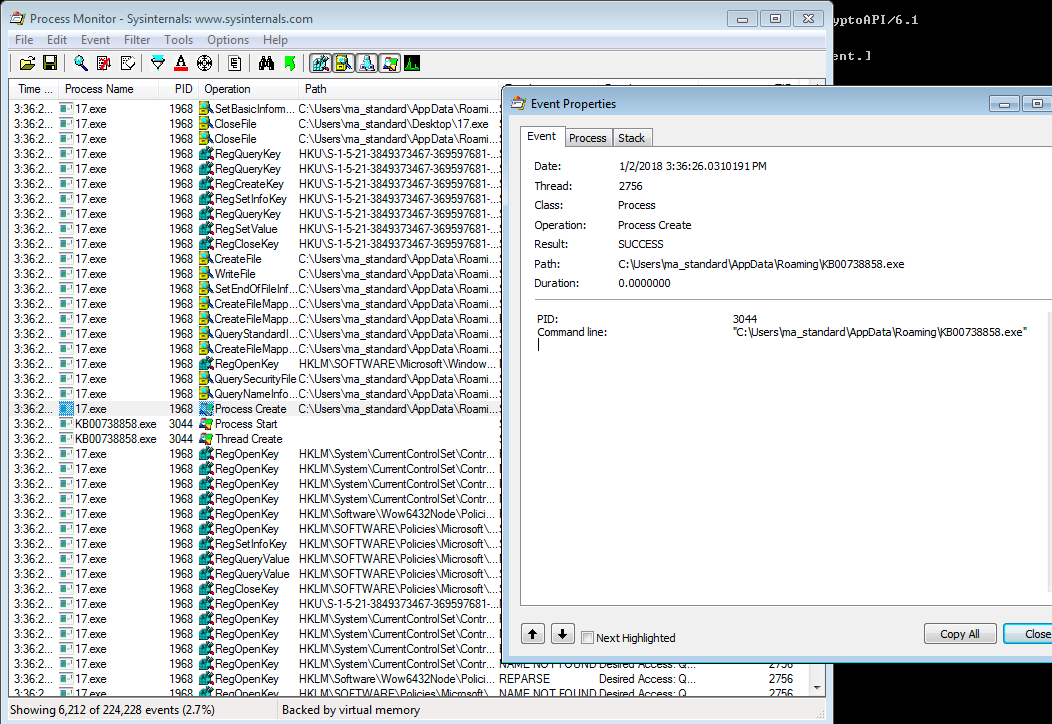 Process Monitor - Sysinternals: www.sysinternals.com
File Edit Event Filter Tools Options Help
Time ... Process Name PID Operation Path
3:36:2... 17.exe 1968 SetBasicInform... C:\Users\ma_standard\AppData\Roami...
3:36:2... 17.exe 1968 CloseFile C:\Users\ma_standard\Desktop\17.exe
3:36:2... 17.exe 1968 CloseFile C:\Users\ma_standard\AppData\Roami...
3:36:2... 17.exe 1968 RegQueryKey HKU\S-1-5-21-3849373467-369597681-...
3:36:2... 17.exe 1968 RegQueryKey HKU\S-1-5-21-3849373467-369597681-...
3:36:2... 17.exe 1968 RegCreateKey HKU\S-1-5-21-3849373467-369597681-...
3:36:2... 17.exe 1968 RegSetInfoKey HKU\S-1-5-21-3849373467-369597681-...
3:36:2... 17.exe 1968 RegQueryKey HKU\S-1-5-21-3849373467-369597681-...
3:36:2... 17.exe 1968 RegSetValue HKU\S-1-5-21-3849373467-369597681-...
3:36:2... 17.exe 1968 RegCloseKey HKU\S-1-5-21-3849373467-369597681-...
3:36:2... 17.exe 1968 CreateFile C:\Users\ma_standard\AppData\Roami...
3:36:2... 17.exe 1968 WriteFile C:\Users\ma_standard\AppData\Roami...
3:36:2... 17.exe 1968 SetEndOfFileInf... C:\Users\ma_standard\AppData\Roami...
3:36:2... 17.exe 1968 CreateFileMapp... C:\Users\ma_standard\AppData\Roami...
3:36:2... 17.exe 1968 CreateFileMapp... C:\Users\ma_standard\AppData\Roami...
3:36:2... 17.exe 1968 QueryStandardI... C:\Users\ma_standard\AppData\Roami...
3:36:2... 17.exe 1968 CreateFileMapp... C:\Users\ma_standard\AppData\Roami...
3:36:2... 17.exe 1968 RegOpenKey HKLM\SOFTWARE\Microsoft\Window...
3:36:2... 17.exe 1968 QuerySecurityFile C:\Users\ma_standard\AppData\Roami...
3:36:2... 17.exe 1968 QueryNameInfo... C:\Users\ma_standard\AppData\Roami...
3:36:2... 17.exe 1968 Process Create C:\Users\ma_standard\AppData\Roami...
3:36:2... KB00738858.exe 3044 Process Start
3:36:2... KB00738858.exe 3044 Thread Create
3:36:2... 17.exe 1968 RegOpenKey HKLM\System\CurrentControlSet\Contr...
3:36:2... 17.exe 1968 RegOpenKey HKLM\System\CurrentControlSet\Contr...
3:36:2... 17.exe 1968 RegOpenKey HKLM\System\CurrentControlSet\Contr...
3:36:2... 17.exe 1968 RegOpenKey HKLM\System\CurrentControlSet\Contr...
3:36:2... 17.exe 1968 RegOpenKey HKLM\Software\Wow6432Node\Polici...
3:36:2... 17.exe 1968 RegOpenKey HKLM\SOFTWARE\Policies\Microsoft\...
3:36:2... 17.exe 1968 RegSetInfoKey HKLM\SOFTWARE\Policies\Microsoft\...
3:36:2... 17.exe 1968 RegQueryValue HKLM\SOFTWARE\Policies\Microsoft\...
3:36:2... 17.exe 1968 RegQueryValue HKLM\SOFTWARE\Policies\Microsoft\...
3:36:2... 17.exe 1968 RegCloseKey HKLM\SOFTWARE\Policies\Microsoft\...
3:36:2... 17.exe 1968 RegOpenKey HKU\S-1-5-21-3849373467-369597681-...
3:36:2... 17.exe 1968 RegOpenKey HKLM\System\CurrentControlSet\Contr...
3:36:2... 17.exe 1968 RegOpenKey HKLM\System\CurrentControlSet\Contr...
3:36:2... 17.exe 1968 RegOpenKey HKLM\System\CurrentControlSet\Contr...
3:36:2... 17.exe 1968 RegOpenKey HKLM\System\CurrentControlSet\Contr... NAME NOT FOUND Desired Access: Q... 2756
3:36:2... 17.exe 1968 RegOpenKey HKLM\Software\Wow6432Node\Polici... REPARSE Desired Access: Q... 2756
3:36:2... 17.exe 1968 RegOpenKey HKLM\SOFTWARE\Policies\Microsoft\... NAME NOT FOUND Desired Access: Q... 2756
Showing 6,212 of 224,228 events (2.7%) Backed by virtual memory
yptoAPI/6.1
ent.]
Event Properties
Event Process Stack
Date: 1/2/2018 3:36:26.0310191 PM
Thread: 2756
Class: Process
Operation: Process Create
Result: SUCCESS
Path: C:\Users\ma_standard\AppData\Roaming\KB00738858.exe
Duration: 0.0000000
PID: 3044
Command line: "C:\Users\ma_standard\AppData\Roaming\KB00738858.exe"
Next Highlighted Copy All Close